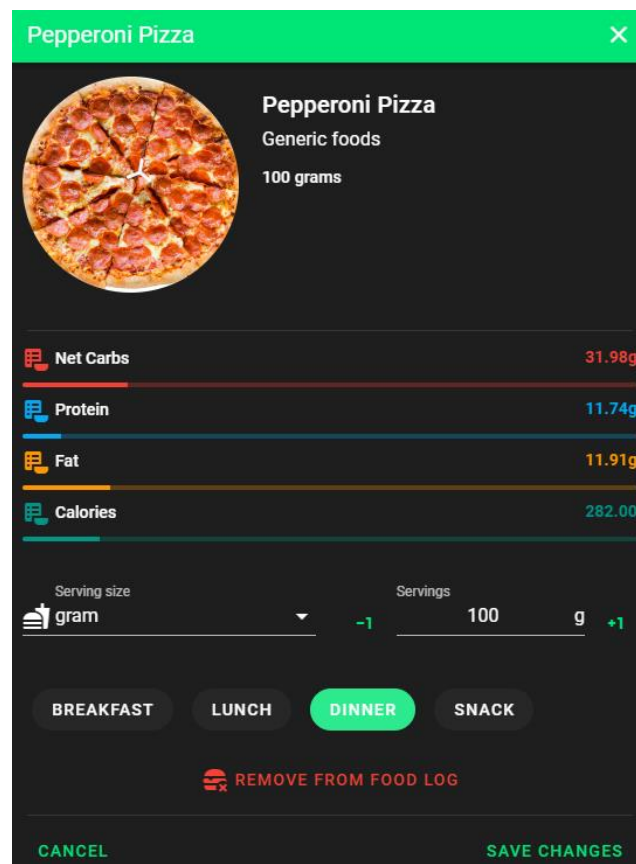 Pepperoni Pizza
Pepperoni Pizza
Generic foods
100 grams
Net Carbs 31.98g
Protein 11.74g
Fat 11.91g
Calories 282.00
Serving size Servings
gram -1 100 g +1
BREAKFAST LUNCH DINNER SNACK
REMOVE FROM FOOD LOG
CANCEL SAVE CHANGES